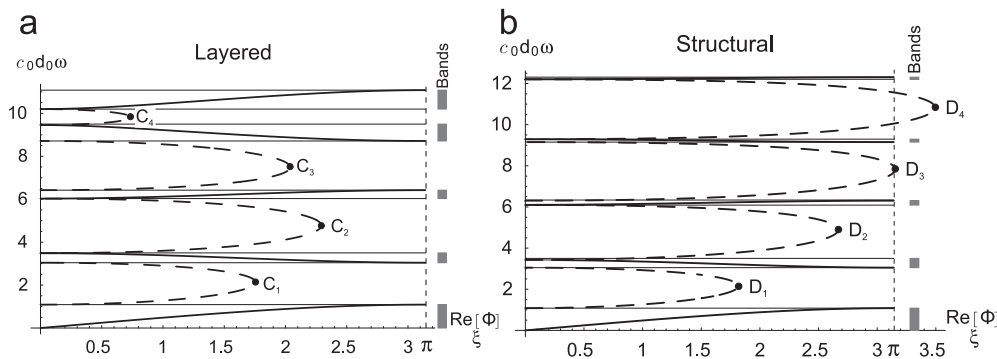 a
Layered
c₀d₀ω
Bands
10
8
6
4
2
C₄
C₃
C₂
C₁
Re[Φ]
ξ
0.5
1
1.5
2
2.5
3
π
b
Structural
c₀d₀ω
Bands
12
10
8
6
4
2
0
D₄
D₃
D₂
D₁
Re[Φ]
ξ
0.5
1
1.5
2
2.5
3
π
3.5